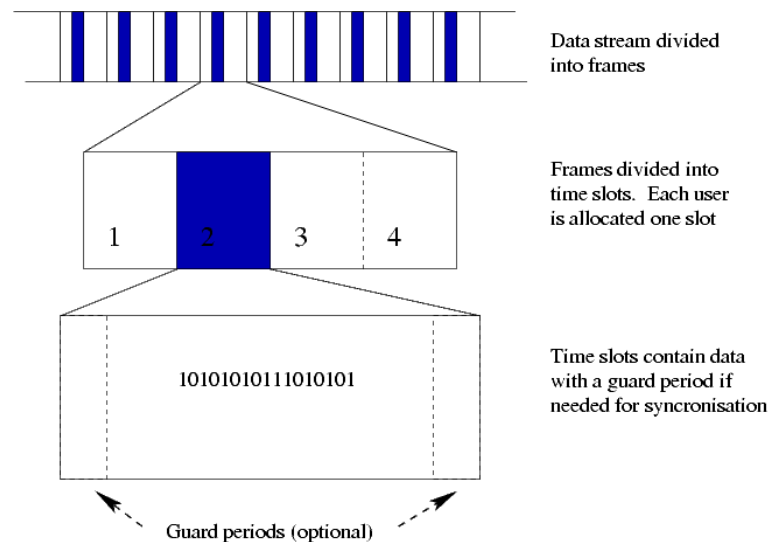 Data stream divided
into frames
Frames divided into
time slots. Each user
is allocated one slot
1 2 3 4
10101010111010101
Time slots contain data
with a guard period if
needed for syncronisation
Guard periods (optional)